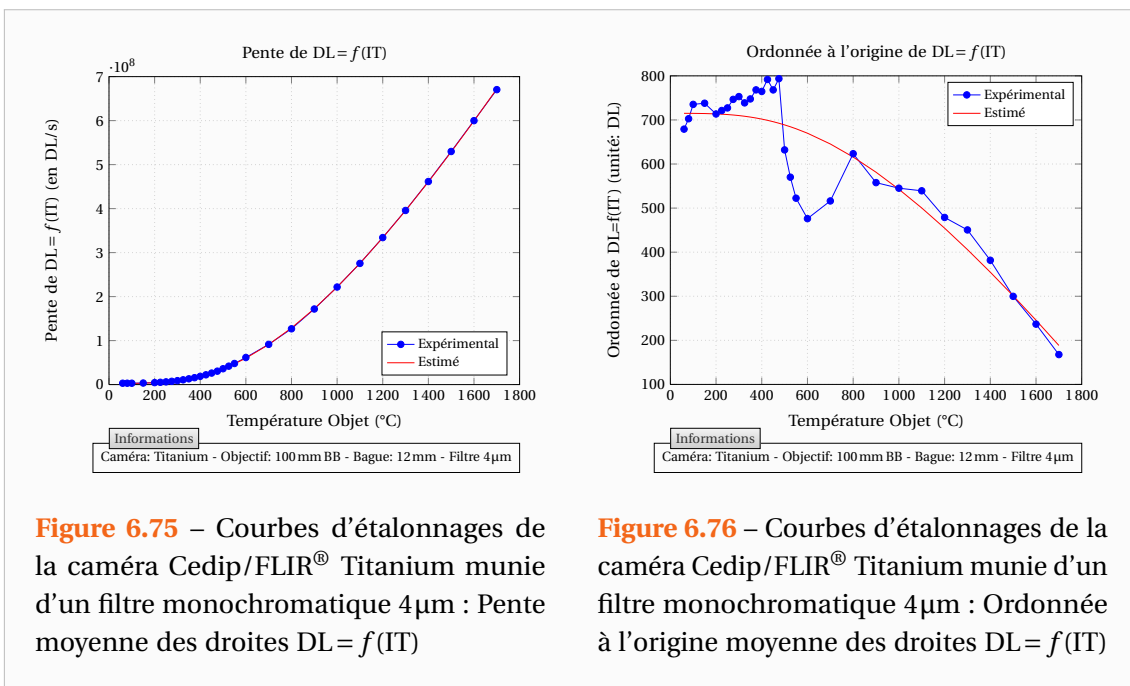 Pente de DL= f(IT)
·10⁸
7
6
5
4
3
2
1
0
Pente de DL= f(IT) (en DL/s)
Expérimental
Estimé
0 200 400 600 800 1 000 1 200 1 400 1 600 1 800
Température Objet (°C)
Informations
Caméra: Titanium - Objectif: 100 mm BB - Bague: 12 mm - Filtre 4 µm
Figure 6.75 – Courbes d'étalonnages de
la caméra Cedip/FLIR® Titanium munie
d'un filtre monochromatique 4 µm : Pente
moyenne des droites DL= f(IT)
Ordonnée à l'origine de DL= f(IT)
800
700
600
500
400
300
200
100
Ordonnée de DL=f(IT) (unité: DL)
Expérimental
Estimé
0 200 400 600 800 1 000 1 200 1 400 1 600 1 800
Température Objet (°C)
Informations
Caméra: Titanium - Objectif: 100 mm BB - Bague: 12 mm - Filtre 4 µm
Figure 6.76 – Courbes d'étalonnages de la
caméra Cedip/FLIR® Titanium munie d'un
filtre monochromatique 4 µm : Ordonnée
à l'origine moyenne des droites DL= f(IT)